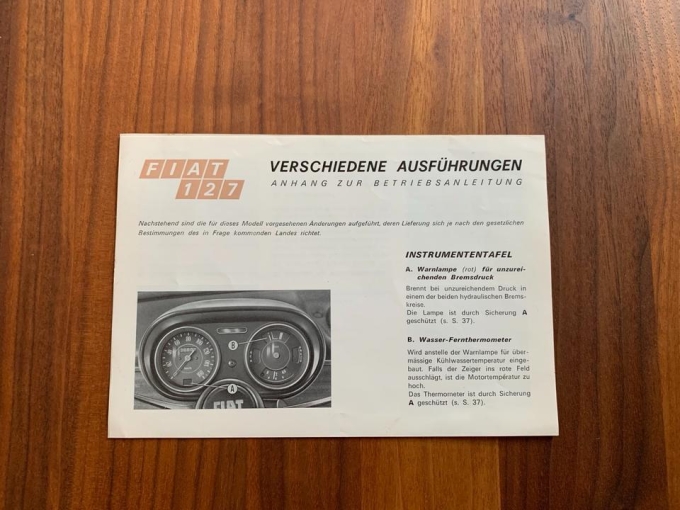 FIAT
127
VERSCHIEDENE AUSFÜHRUNGEN
ANHANG ZUR BETRIEBSANLEITUNG
Nachstehend sind die für dieses Modell vorgesehenen Änderungen aufgeführt, deren Lieferung sich je nach den gesetzlichen
Bestimmungen des in Frage kommenden Landes richtet.
INSTRUMENTENTAFEL
A. Warnlampe (rot) für unzurei-
chenden Bremsdruck
Brennt bei unzureichendem Druck in
einem der beiden hydraulischen Brems-
kreise.
Die Lampe ist durch Sicherung A
geschützt (s. S. 37).
B. Wasser-Fernthermometer
Wird anstelle der Warnlampe für über-
mässige Kühlwassertemperatur einge-
baut. Falls der Zeiger ins rote Feld
ausschlägt, ist die Motortempératur zu
hoch.
Das Thermometer ist durch Sicherung
A geschützt (s. S. 37).
B
A
FIAT